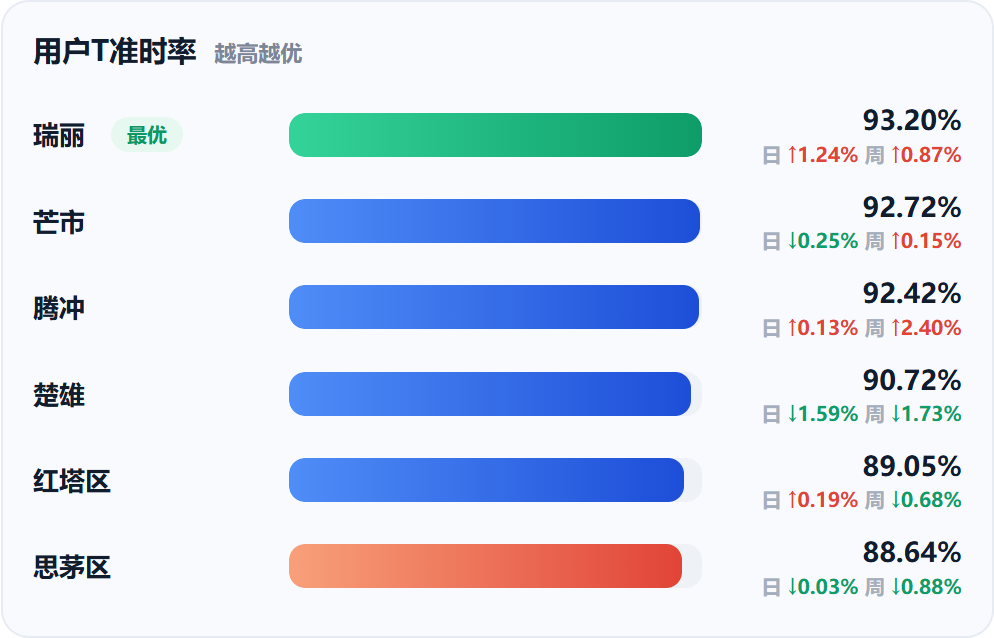 用户T准时率 越高越优
瑞丽 最优 93.20%
日 ↑1.24% 周 ↑0.87%
芒市 92.72%
日 ↓0.25% 周 ↑0.15%
腾冲 92.42%
日 ↑0.13% 周 ↑2.40%
楚雄 90.72%
日 ↓1.59% 周 ↓1.73%
红塔区 89.05%
日 ↑0.19% 周 ↓0.68%
思茅区 88.64%
日 ↓0.03% 周 ↓0.88%